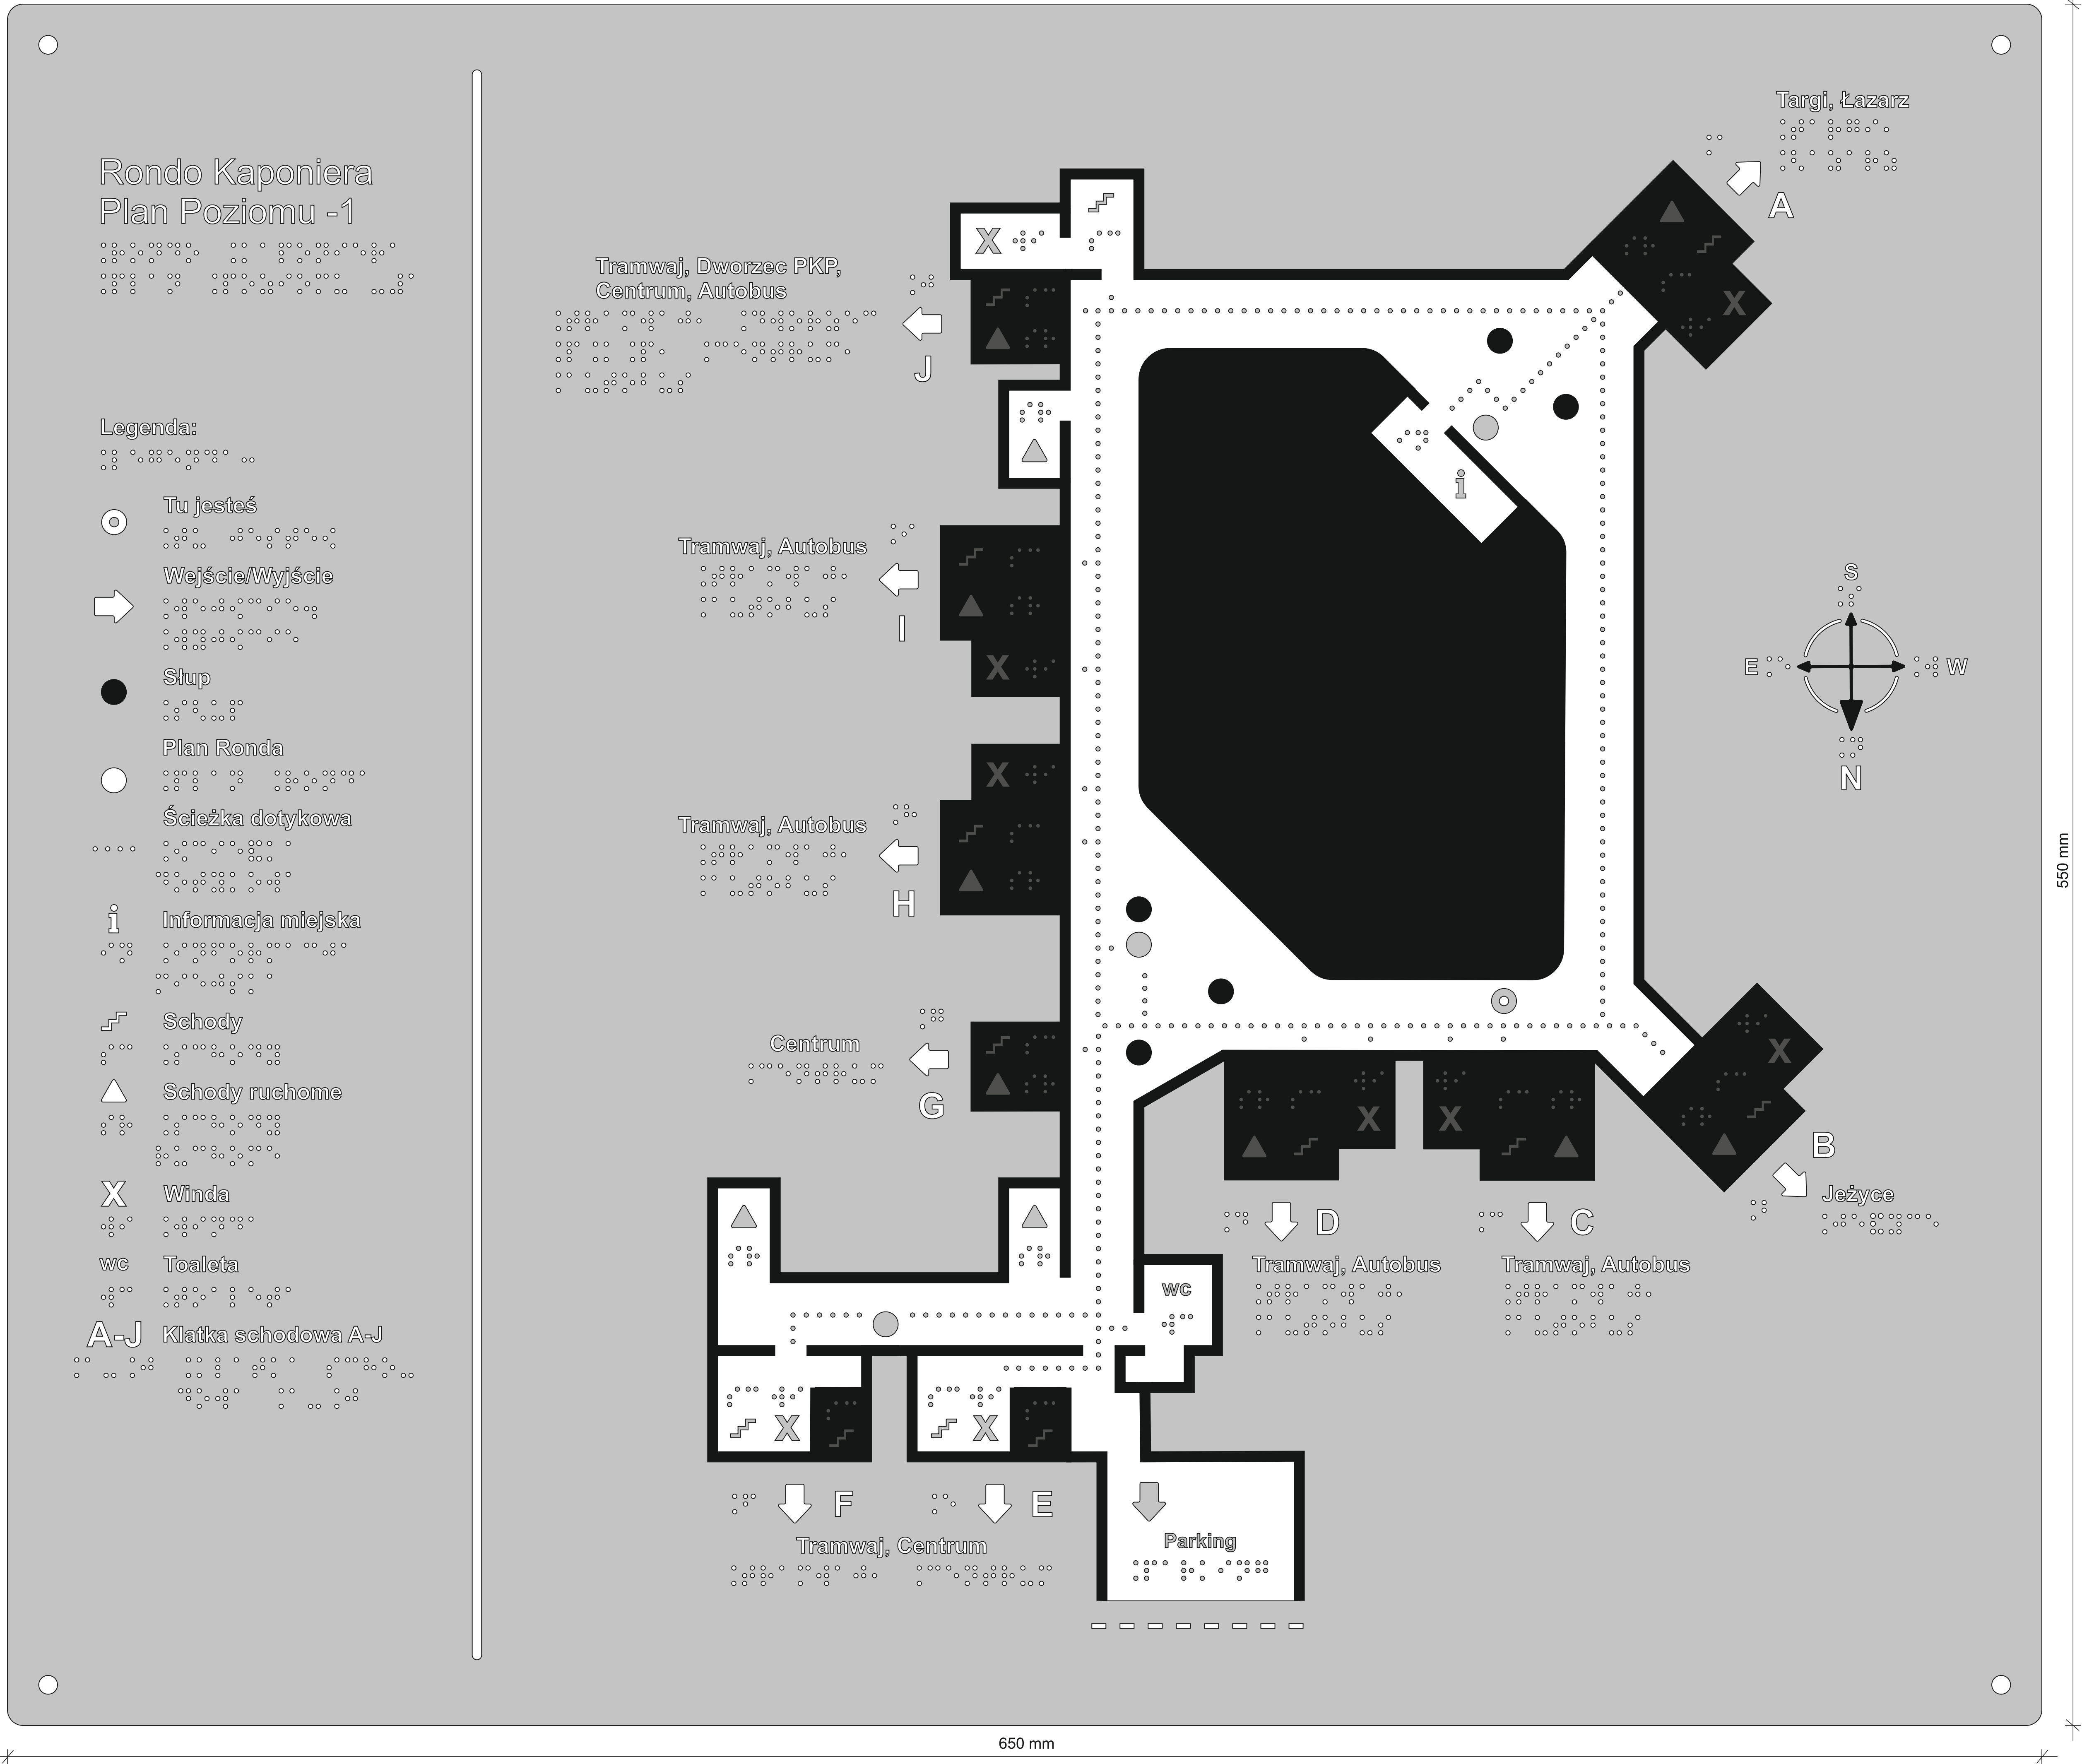 Rondo Kaponiera
Plan Poziomu -1
Legenda:
Tu jesteś
Wejście/Wyjście
Słup
Plan Ronda
Ścieżka dotykowa
i Informacja miejska
Schody
Schody ruchome
X Winda
wc Toaleta
A-J Klatka schodowa A-J
Targi, Łazarz
A
X
X
Tramwaj, Dworzec PKP,
Centrum, Autobus
J
i
Tramwaj, Autobus
I
X
S
E
W
N
X
Tramwaj, Autobus
H
Centrum
G
X
X
X
B
Jeżyce
D
C
Tramwaj, Autobus
Tramwaj, Autobus
wc
X
X
F
E
Tramwaj, Centrum
Parking
550 mm
650 mm